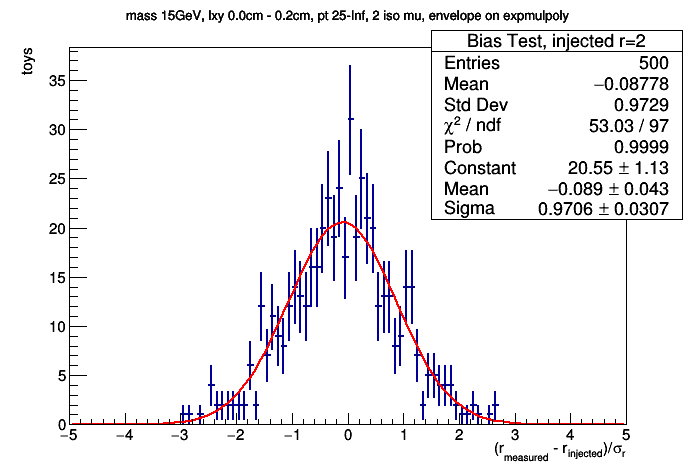 mass 15GeV, lxy 0.0cm - 0.2cm, pt 25-Inf, 2 iso mu, envelope on expmulpoly
Bias Test, injected r=2
Entries 500
Mean −0.08778
Std Dev 0.9729
χ² / ndf 53.03 / 97
Prob 0.9999
Constant 20.55 ± 1.13
Mean −0.089 ± 0.043
Sigma 0.9706 ± 0.0307
toys
35
30
25
20
15
10
5
0
−5 −4 −3 −2 −1 0 1 2 3 4 5
(r_measured - r_injected)/σ_r